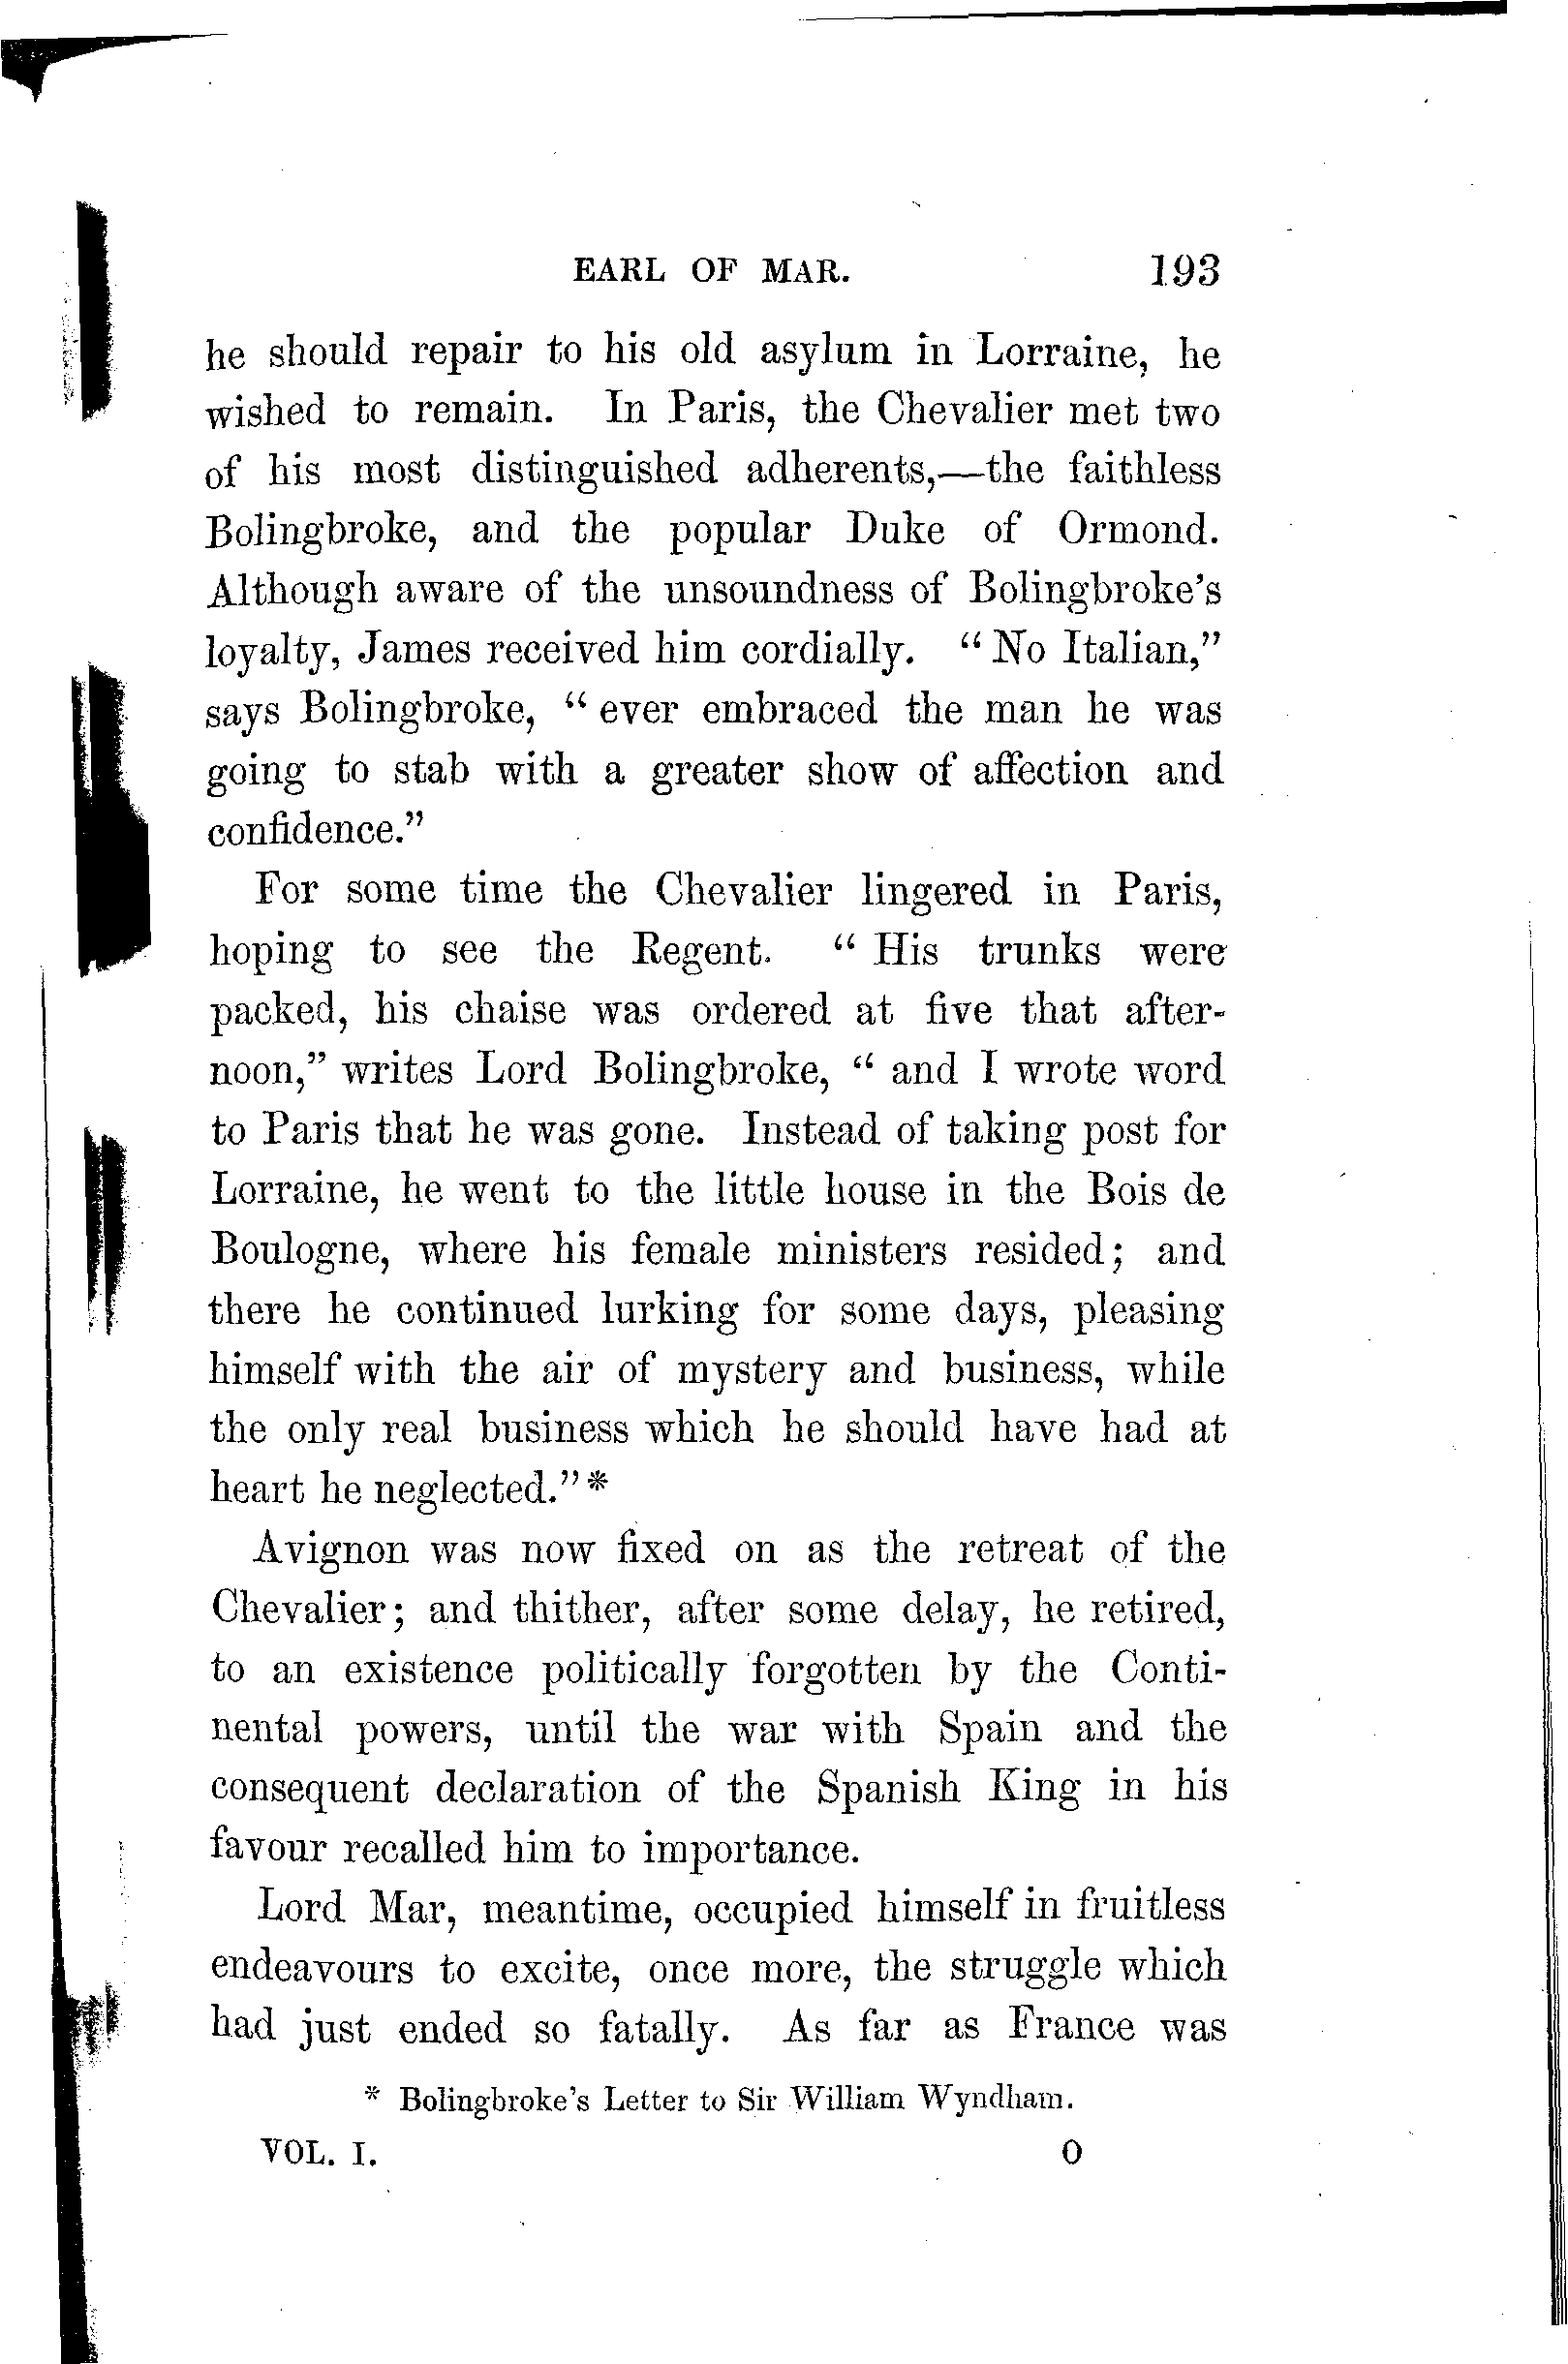 EARL OF MAR. 193
he should repair to his old asylum in Lorraine, he
wished to remain. In Paris, the Chevalier met two
of his most distinguished adherents,—the faithless
Bolingbroke, and the popular Duke of Ormond.
Although aware of the unsoundness of Bolingbroke's
loyalty, James received him cordially. "No Italian,"
says Bolingbroke, "ever embraced the man he was
going to stab with a greater show of affection and
confidence."
For some time the Chevalier lingered in Paris,
hoping to see the Regent. "His trunks were
packed, his chaise was ordered at five that after-
noon," writes Lord Bolingbroke, "and I wrote word
to Paris that he was gone. Instead of taking post for
Lorraine, he went to the little house in the Bois de
Boulogne, where his female ministers resided; and
there he continued lurking for some days, pleasing
himself with the air of mystery and business, while
the only real business which he should have had at
heart he neglected."*
Avignon was now fixed on as the retreat of the
Chevalier; and thither, after some delay, he retired,
to an existence politically forgotten by the Conti-
nental powers, until the war with Spain and the
consequent declaration of the Spanish King in his
favour recalled him to importance.
Lord Mar, meantime, occupied himself in fruitless
endeavours to excite, once more, the struggle which
had just ended so fatally. As far as France was
* Bolingbroke's Letter to Sir William Wyndham.
VOL. I. O